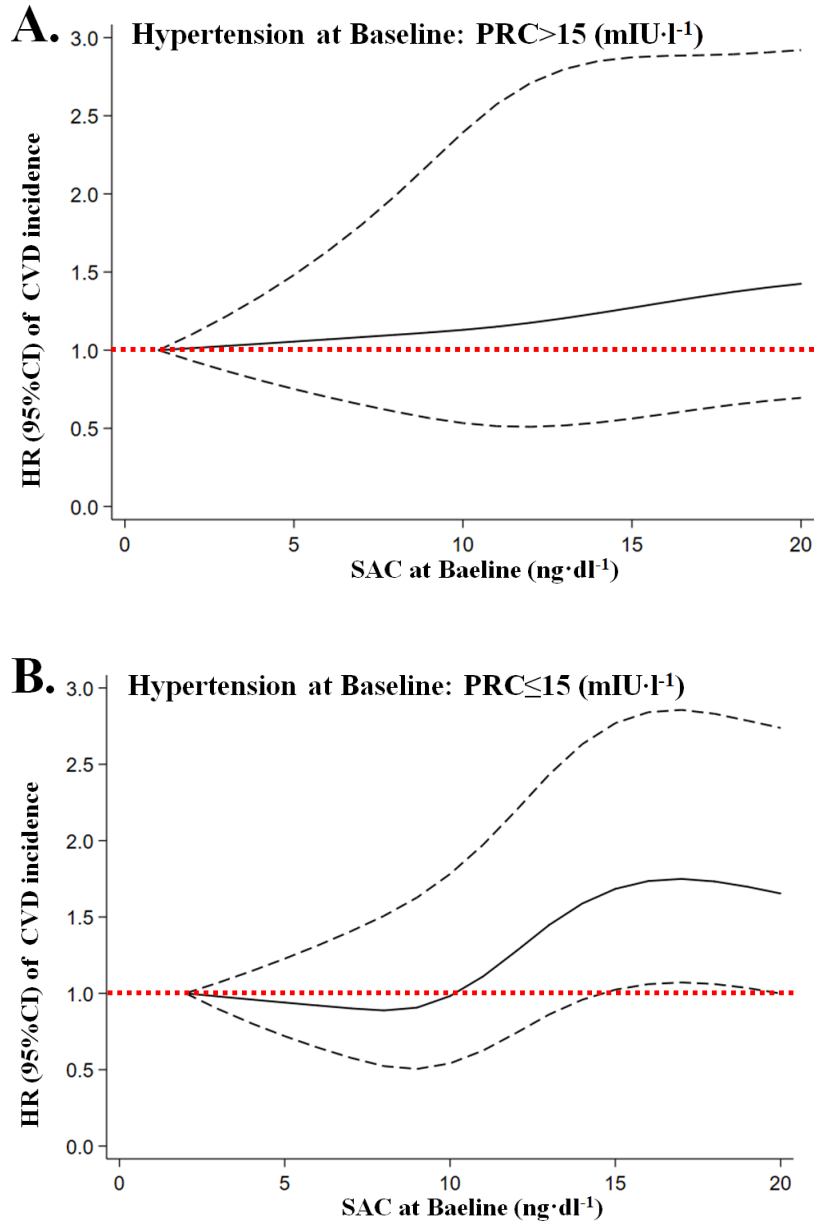 A.
Hypertension at Baseline: PRC>15 (mIU·l⁻¹)
HR (95%CI) of CVD incidence
3.0
2.5
2.0
1.5
1.0
0.5
0.0
0 5 10 15 20
SAC at Baeline (ng·dl⁻¹)
B.
Hypertension at Baseline: PRC≤15 (mIU·l⁻¹)
HR (95%CI) of CVD incidence
3.0
2.5
2.0
1.5
1.0
0.5
0.0
0 5 10 15 20
SAC at Baeline (ng·dl⁻¹)